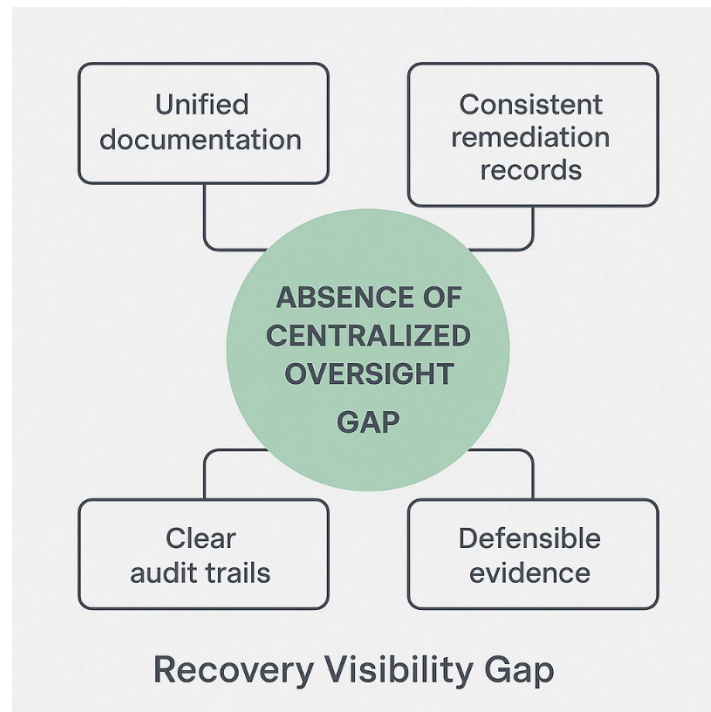 Unified
documentation
Consistent
remediation
records
ABSENCE OF
CENTRALIZED
OVERSIGHT
GAP
Clear
audit trails
Defensible
evidence
Recovery Visibility Gap